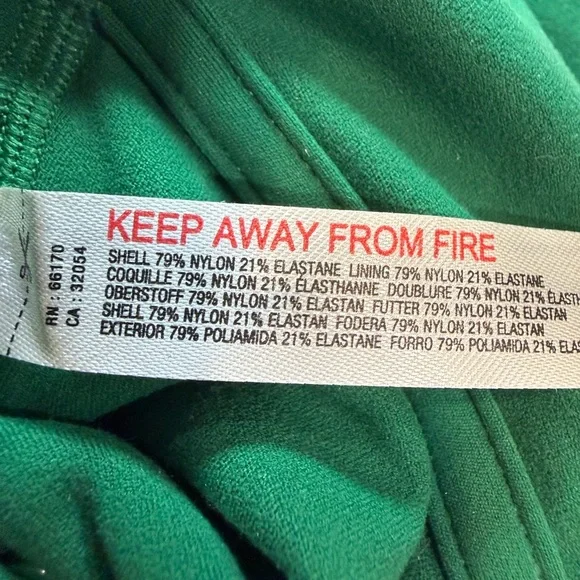 KEEP AWAY FROM FIRE
SHELL 79% NYLON 21% ELASTANE LINING 79% NYLON 21% ELASTANE
COQUILLE 79% NYLON 21% ÉLASTHANNE DOUBLURE 79% NYLON 21%
OBERSTOFF 79% NYLON 21% ELASTAN FUTTER 79% NYLON 21% ELASTAN
SHELL 79% NYLON 21% ELASTAN FODERA 79% NYLON 21% ELASTAN
EXTERIOR 79% POLIAMIDA 21% ELASTANE FORRO 79% POLIAMIDA 21%
RN : 66170
CA : 32054